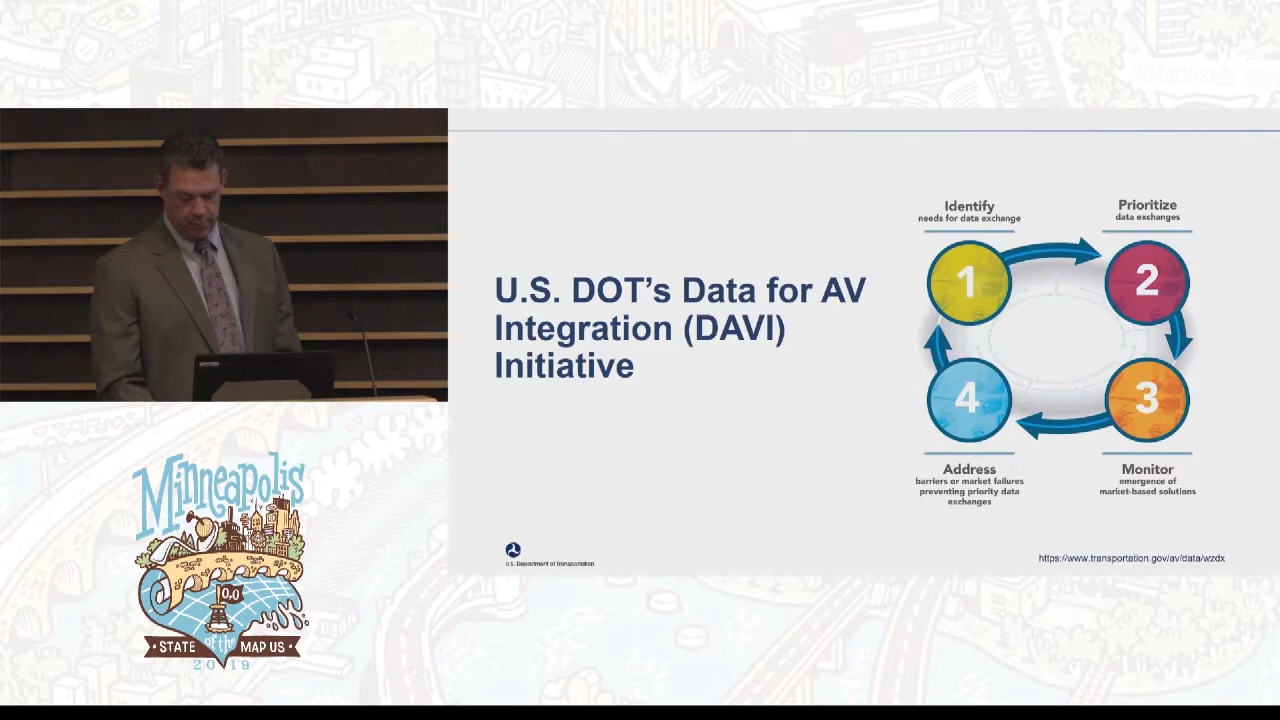 U.S. DOT’s Data for AV
Integration (DAVI)
Initiative
Identify
needs for data exchange
Prioritize
data exchanges
1
2
4
3
Address
barriers or market failures
preventing priority data
exchanges
Monitor
emergence of
market-based solutions
U.S. Department of Transportation
https://www.transportation.gov/av/data/wzdx
Minneapolis
0,0
STATE of the MAP US
2019